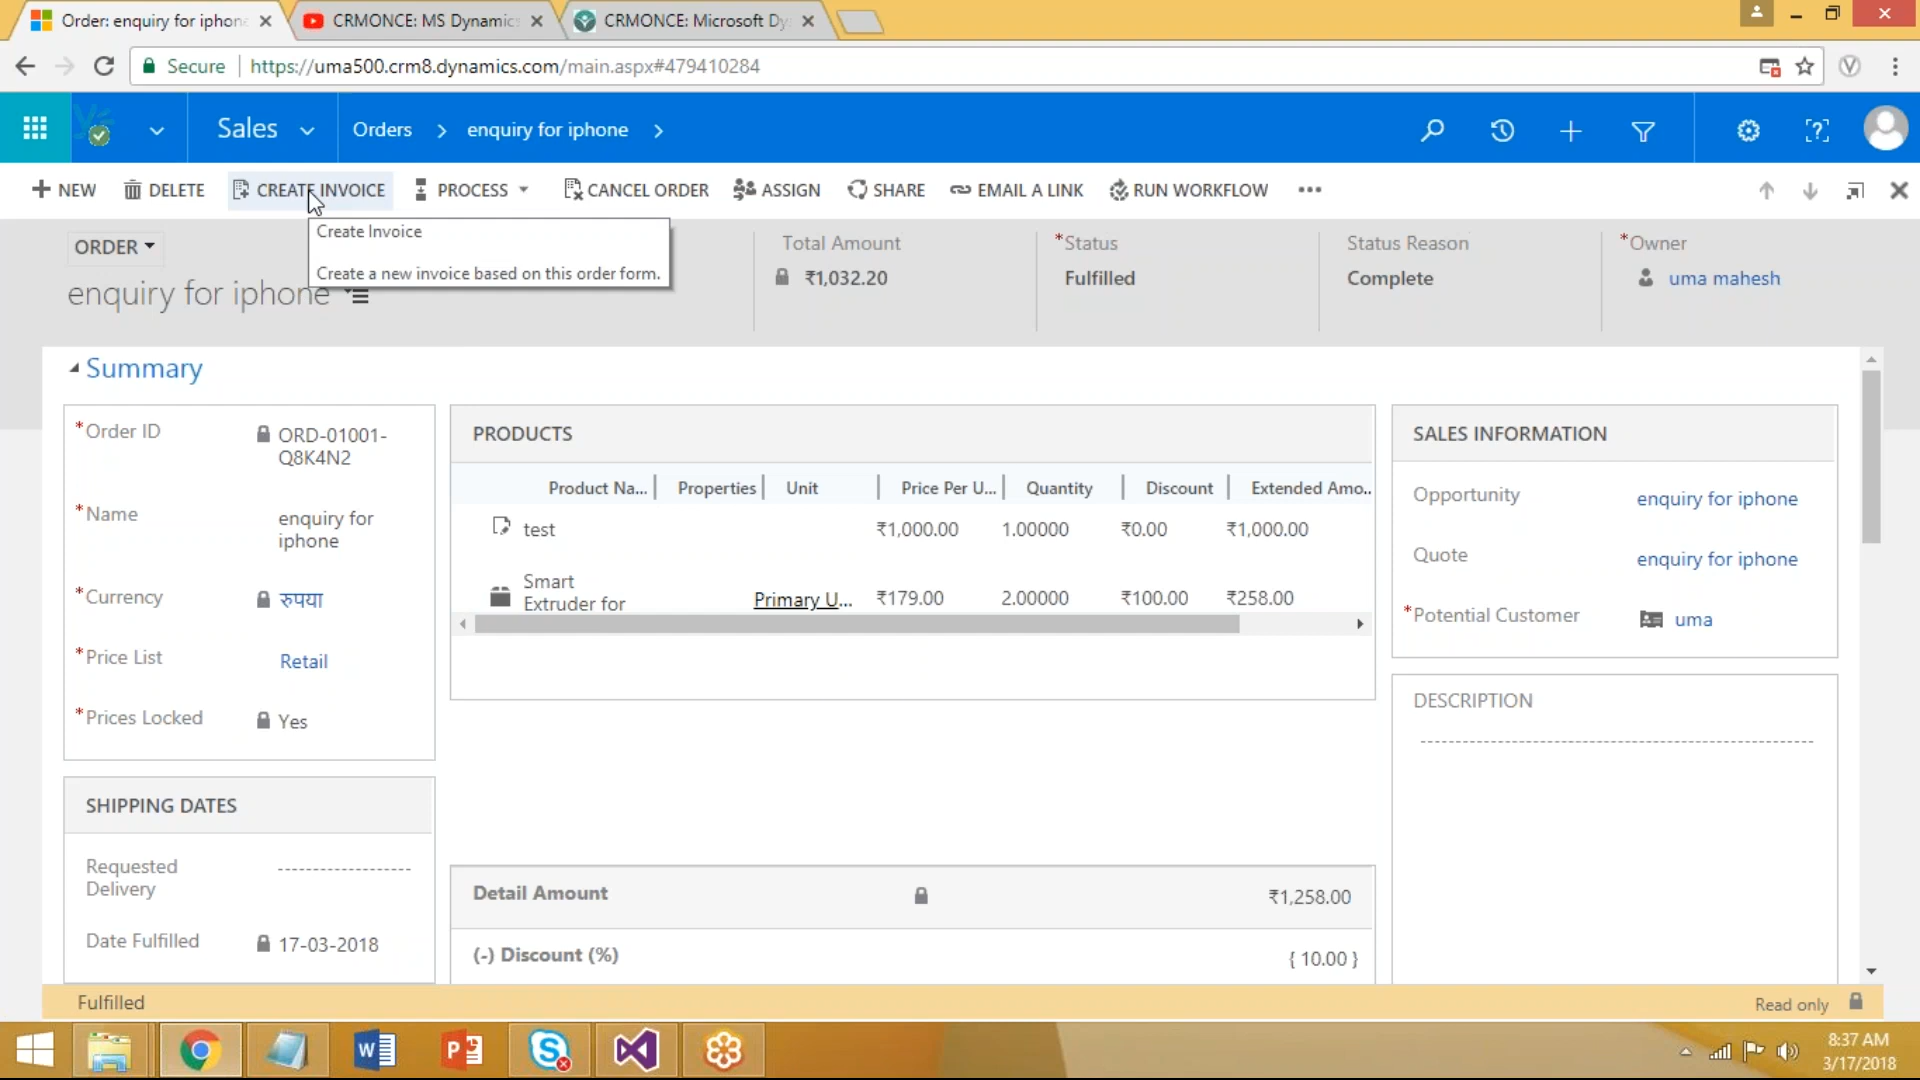 Order: enquiry for iphone
CRMONCE: MS Dynamics
CRMONCE: Microsoft Dy
Secure
https://uma500.crm8.dynamics.com/main.aspx#479410284
Sales
Orders
enquiry for iphone
NEW
DELETE
CREATE INVOICE
PROCESS
CANCEL ORDER
ASSIGN
SHARE
EMAIL A LINK
RUN WORKFLOW
Create Invoice
Create a new invoice based on this order form.
ORDER
enquiry for iphone
Total Amount
₹1,032.20
*Status
Fulfilled
Status Reason
Complete
*Owner
uma mahesh
Summary
*Order ID
ORD-01001-
Q8K4N2
*Name
enquiry for
iphone
*Currency
रुपया
*Price List
Retail
*Prices Locked
Yes
SHIPPING DATES
Requested
Delivery
Date Fulfilled
17-03-2018
PRODUCTS
Product Na... Properties Unit Price Per U... Quantity Discount Extended Amo..
test ₹1,000.00 1.00000 ₹0.00 ₹1,000.00
Smart
Extruder for
Primary U... ₹179.00 2.00000 ₹100.00 ₹258.00
Detail Amount ₹1,258.00
(-) Discount (%) { 10.00 }
SALES INFORMATION
Opportunity
enquiry for iphone
Quote
enquiry for iphone
*Potential Customer
uma
DESCRIPTION
Fulfilled
Read only
8:37 AM
3/17/2018